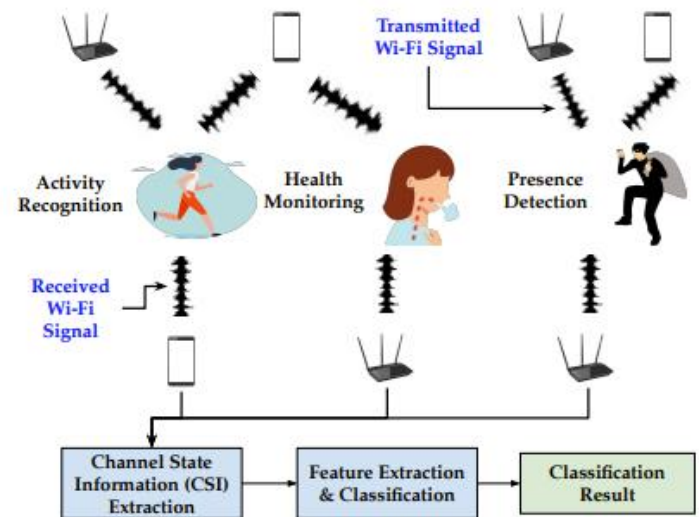 Transmitted
Wi-Fi Signal
Activity
Recognition
Health
Monitoring
Presence
Detection
Received
Wi-Fi
Signal
Channel State
Information (CSI)
Extraction
Feature Extraction
& Classification
Classification
Result